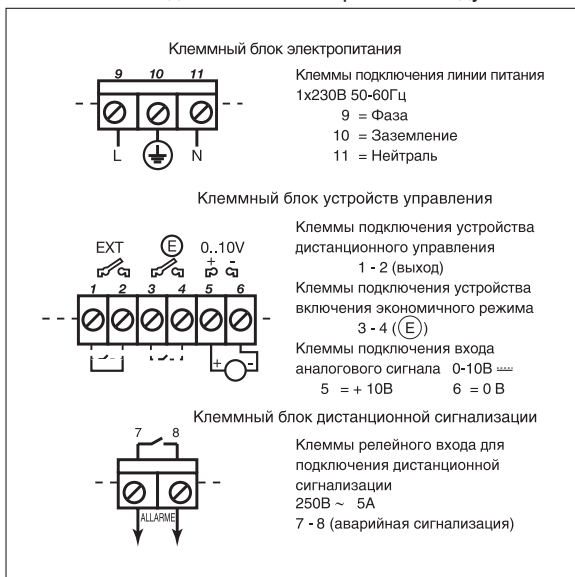 Клеммный блок электропитания
9 10 11
L N
Клеммы подключения линии питания
1x230В 50-60Гц
9 = Фаза
10 = Заземление
11 = Нейтраль
Клеммный блок устройств управления
EXT E 0..10V
+ -
1 2 3 4 5 6
+ -
Клеммы подключения устройства
дистанционного управления
1 - 2 (выход)
Клеммы подключения устройства
включения экономичного режима
3 - 4 (E)
Клеммы подключения входа
аналогового сигнала 0-10В
5 = + 10В 6 = 0 В
Клеммный блок дистанционной сигнализации
7 8
ALLARME
Клеммы релейного входа для
подключения дистанционной
сигнализации
250В ~ 5А
7 - 8 (аварийная сигнализация)